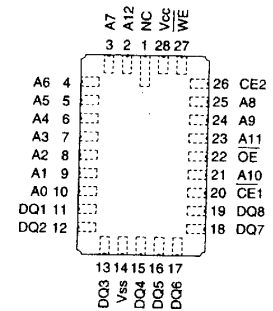 A7 A12 NC Vcc WE
3 2 1 28 27
A6 4
A5 5
A4 6
A3 7
A2 8
A1 9
A0 10
DQ1 11
DQ2 12
26 CE2
25 A8
24 A9
23 A11
22 OE
21 A10
20 CE1
19 DQ8
18 DQ7
13 14 15 16 17
DQ3 Vss DQ4 DQ5 DQ6